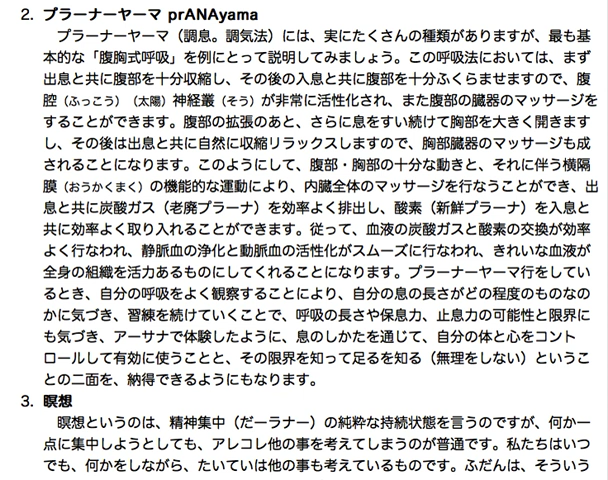 2. プラーナーヤーマ prANAyama
プラーナーヤーマ（調息。調気法）には、実にたくさんの種類がありますが、最も基
本的な「腹胸式呼吸」を例にとって説明してみましょう。この呼吸法においては、まず
出息と共に腹部を十分収縮し、その後の入息と共に腹部を十分ふくらませますので、腹
腔（ふっこう）（太陽）神経叢（そう）が非常に活性化され、また腹部の臓器のマッサージを
することができます。腹部の拡張のあと、さらに息をすい続けて胸部を大きく開きます
し、その後は出息と共に自然に収縮リラックスしますので、胸部臓器のマッサージも成
されることになります。このようにして、腹部・胸部の十分な動きと、それに伴う横隔
膜（おうかくまく）の機能的な運動により、内臓全体のマッサージを行なうことができ、出
息と共に炭酸ガス（老廃プラーナ）を効率よく排出し、酸素（新鮮プラーナ）を入息と
共に効率よく取り入れることができます。従って、血液の炭酸ガスと酸素の交換が効率
よく行なわれ、静脈血の浄化と動脈血の活性化がスムーズに行なわれ、きれいな血液が
全身の組織を活力あるものにしてくれることになります。プラーナーヤーマ行をしてい
るとき、自分の呼吸をよく観察することにより、自分の息の長さがどの程度のものなの
かに気づき、習練を続けていくことで、呼吸の長さや保息力、止息力の可能性と限界に
も気づき、アーサナで体験したように、息のしかたを通じて、自分の体と心をコント
ロールして有効に使うことと、その限界を知って足るを知る（無理をしない）というこ
との二面を、納得できるようにもなります。
3. 瞑想
瞑想というのは、精神集中（だーラナー）の純粋な持続状態を言うのですが、何か一
点に集中しようとしても、アレコレ他の事を考えてしまうのが普通です。私たちはいつ
でも、何かをしながら、たいていは他の事も考えているものです。ふだんは、そういう